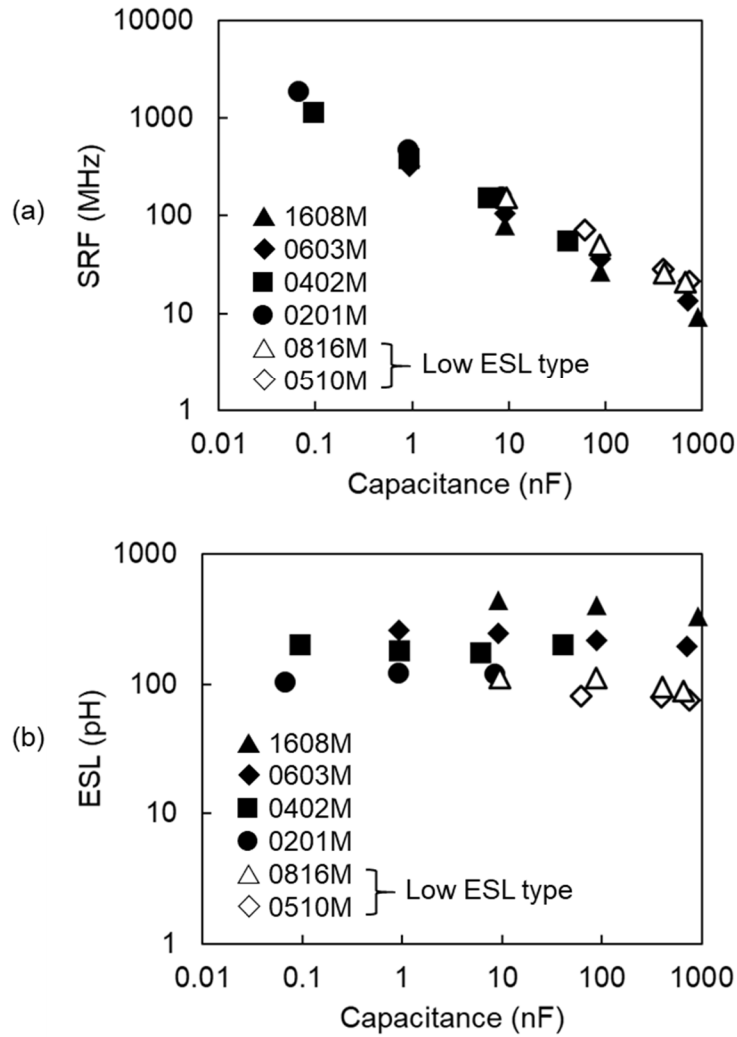 (a)
SRF (MHz)
10000
1000
100
10
1
1608M
0603M
0402M
0201M
0816M
0510M
Low ESL type
0.01 0.1 1 10 100 1000
Capacitance (nF)
(b)
ESL (pH)
1000
100
10
1
1608M
0603M
0402M
0201M
0816M
0510M
Low ESL type
0.01 0.1 1 10 100 1000
Capacitance (nF)